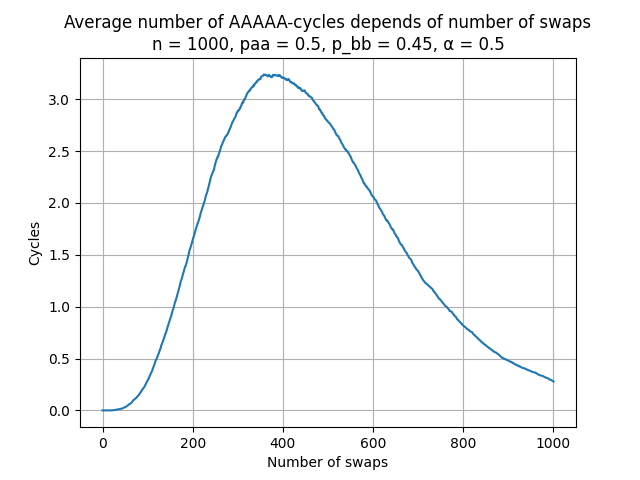 Average number of AAAAA-cycles depends of number of swaps
n = 1000, paa = 0.5, p_bb = 0.45, α = 0.5
Cycles
3.0
2.5
2.0
1.5
1.0
0.5
0.0
0 200 400 600 800 1000
Number of swaps